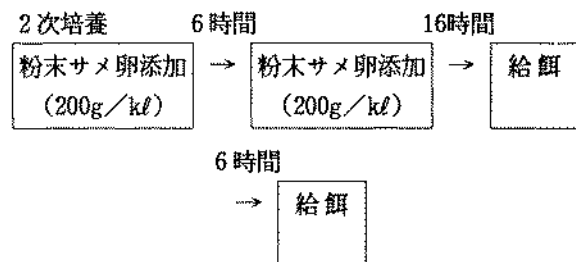 2次培養 6時間 16時間
粉末サメ卵添加 → 粉末サメ卵添加 → 給餌
(200g/kℓ) (200g/kℓ)
6時間
→ 給餌